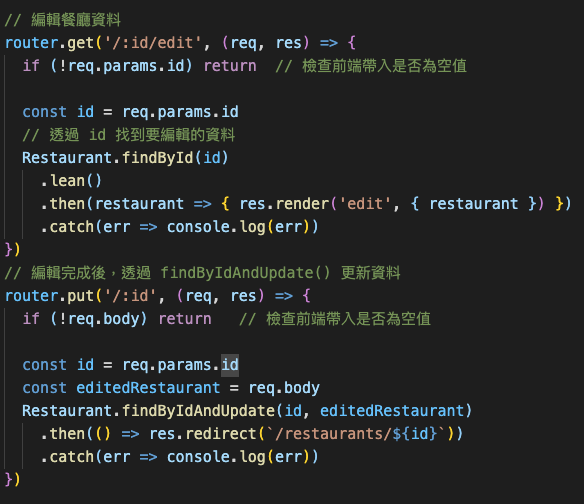 // 編輯餐廳資料
router.get('/:id/edit', (req, res) => {
  if (!req.params.id) return  // 檢查前端帶入是否為空值

  const id = req.params.id
  // 透過 id 找到要編輯的資料
  Restaurant.findById(id)
    .lean()
    .then(restaurant => { res.render('edit', { restaurant }) })
    .catch(err => console.log(err))
})
// 編輯完成後，透過 findByIdAndUpdate() 更新資料
router.put('/:id', (req, res) => {
  if (!req.body) return   // 檢查前端帶入是否為空值

  const id = req.params.id
  const editedRestaurant = req.body
  Restaurant.findByIdAndUpdate(id, editedRestaurant)
    .then(() => res.redirect(`/restaurants/${id}`))
    .catch(err => console.log(err))
})